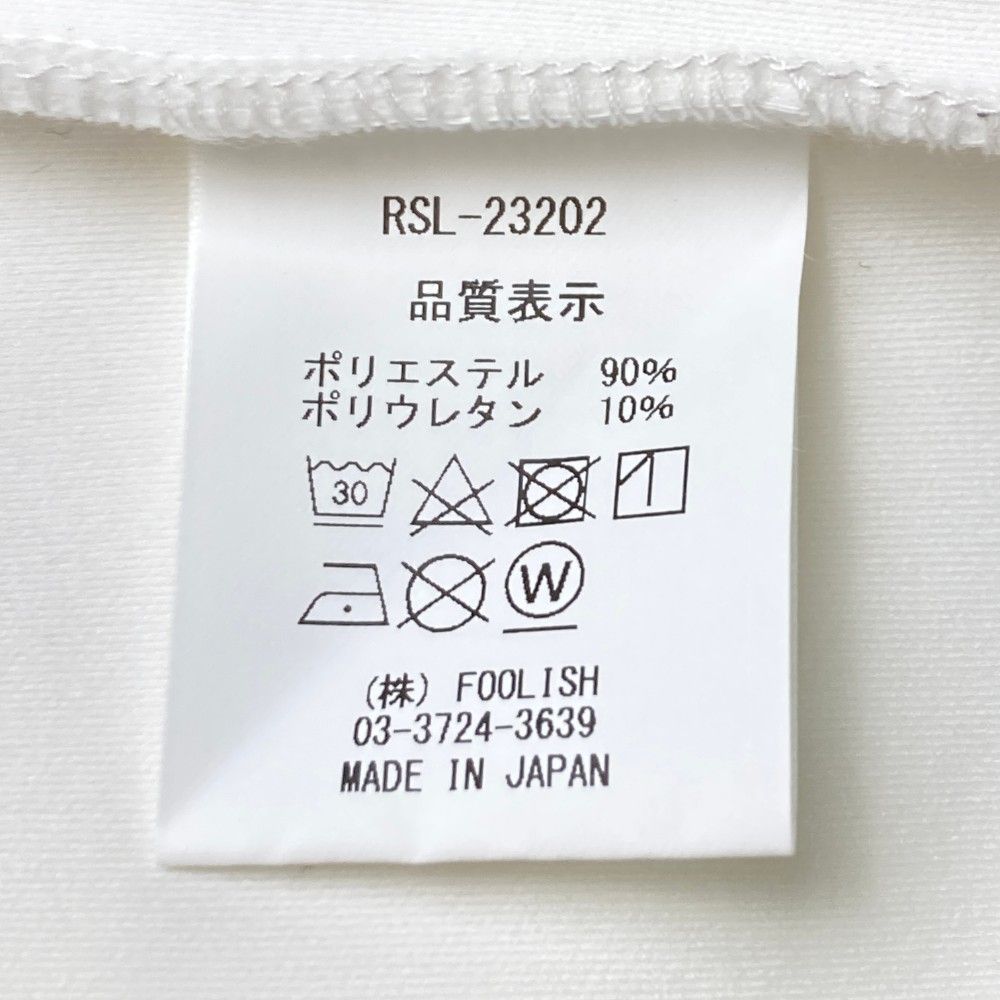 RSL-23202
品質表示
ポリエステル 90%
ポリウレタン 10%
30
W
(株) FOOLISH
03-3724-3639
MADE IN JAPAN